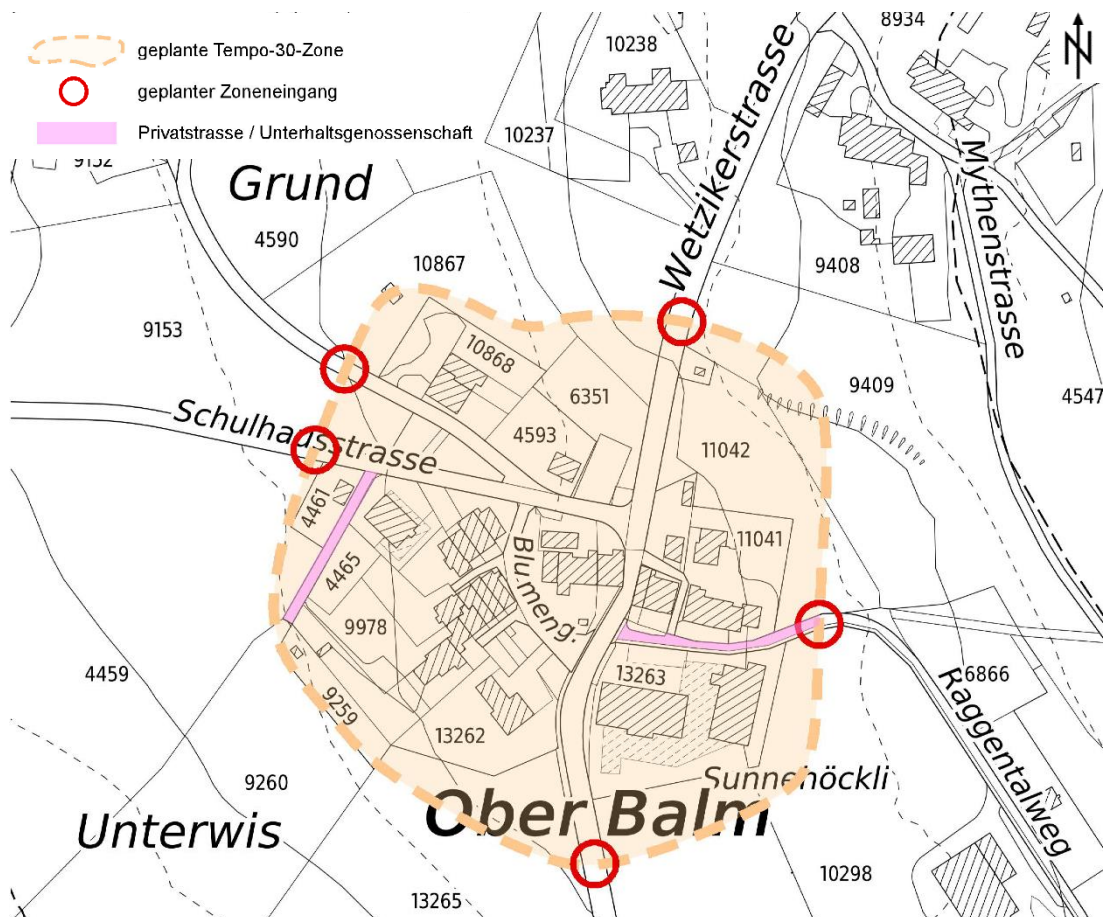 geplante Tempo-30-Zone
geplanter Zoneneingang
Privatstrasse / Unterhaltsgenossenschaft
N
8934
10238
10237
9152
Grund
Wetzikerstrasse
Mythenstrasse
4590
10867
9408
9153
10868
6351
9409
4547
Schulhausstrasse
4593
11042
4461
4465
Blumeng.
11041
9978
4459
13263
6866
9259
13262
Raggentalweg
9260
Sunnehöckli
Unterwis
Ober Balm
13265
10298